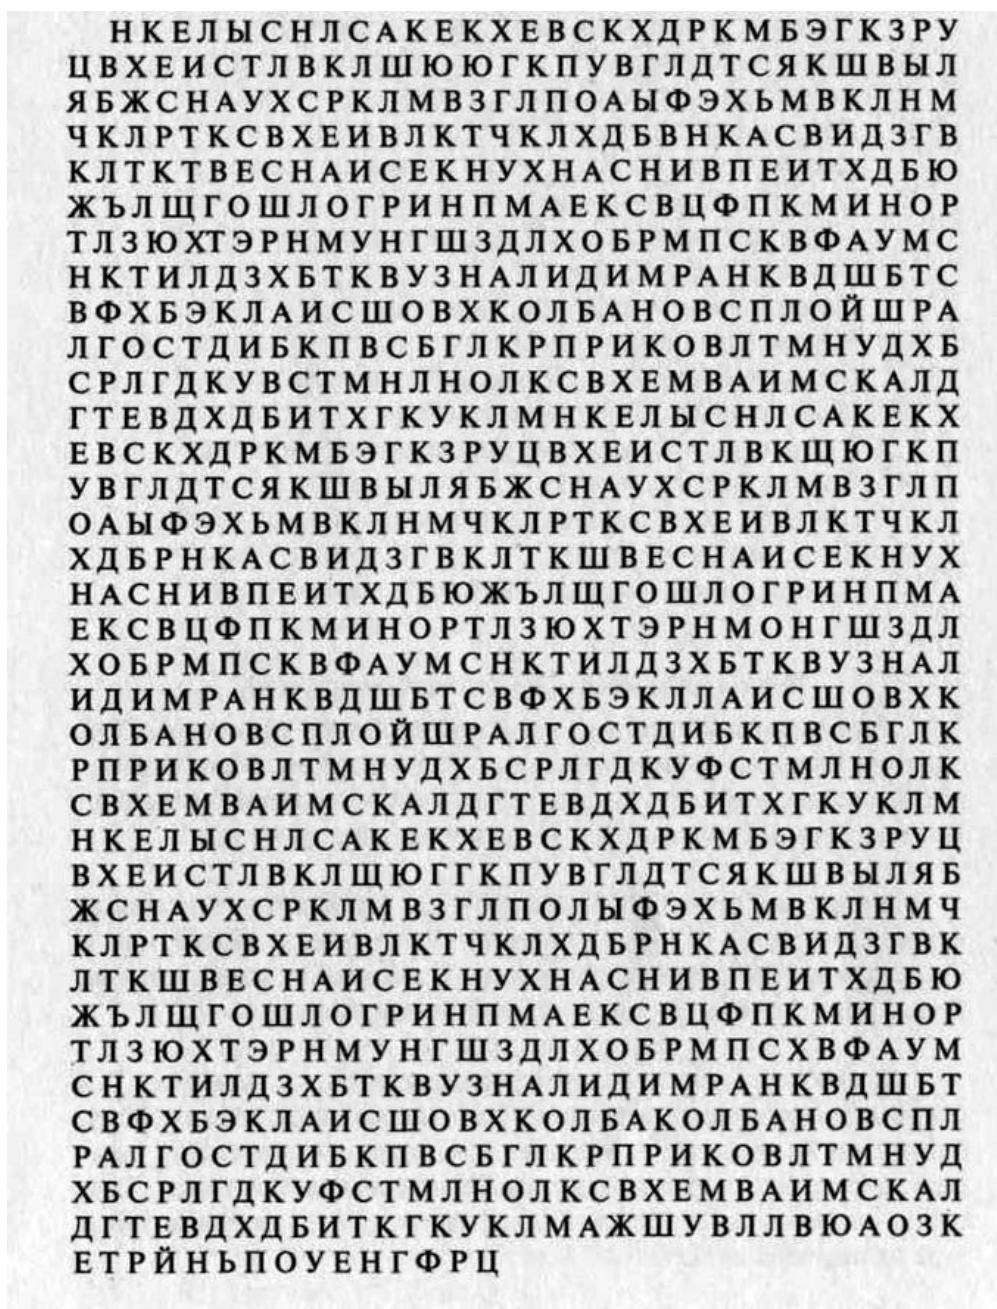 НКЕЛЫСНЛСАКЕКХЕВСКХДРКМБЭГКЗРУ
ЦВХЕИСТЛВКЛШЮЮГКПУВГЛДТСЯКШВЫЛ
ЯБЖСНАУХСРКЛМВЗГЛПОАЫФЭХЬМВКЛНМ
ЧКЛРТКСВХЕИВЛКТЧКЛХДБВНКАСВИДЗГВ
КЛТКТВЕСНАИСЕКНУХНАСНИВПЕИТХДБЮ
ЖЪЛЩГОШЛОГРИНПМАЕКСВЦФПКМИНОР
ТЛЗЮХТЭРНМУНГШЗДЛХОБРМПСКВФАУМС
НКТИЛДЗХБТКВУЗНАЛИДИМРАНКВДШБТС
ВФХБЭКЛАИСШОВХКОЛБАНОВСПЛОЙШРА
ЛГОСТДИБКПВСБГЛКРПРИКОВЛТМНУДХБ
СРЛГДКУВСТМНЛНОЛКСВХЕМВАИМСКАЛД
ГТЕВДХДБИТХГКУКЛМНКЕЛЫСНЛСАКЕКХ
ЕВСКХДРКМБЭГКЗРУЦВХЕИСТЛВКЩЮГКП
УВГЛДТСЯКШВЫЛЯБЖСНАУХСРКЛМВЗГЛП
ОАЫФЭХЬМВКЛНМЧКЛРТКСВХЕИВЛКТЧКЛ
ХДБРНКАСВИДЗГВКЛТКШВЕСНАИСЕКНУХ
НАСНИВПЕИТХДБЮЖЪЛЩГОШЛОГРИНПМА
ЕКСВЦФПКМИНОРТЛЗЮХТЭРНМОНГШЗДЛ
ХОБРМПСКВФАУМСНКТИЛДЗХБТКВУЗНАЛ
ИДИМРАНКВДШБТСВФХБЭКЛЛАИСШОВХК
ОЛБАНОВСПЛОЙШРАЛГОСТДИБКПВСБГЛК
РПРИКОВЛТМНУДХБСРЛГДКУФСТМЛНОЛК
СВХЕМВАИМСКАЛДГТЕВДХДБИТХГКУКЛМ
НКЕЛЫСНЛСАКЕКХЕВСКХДРКМБЭГКЗРУЦ
ВХЕИСТЛВКЛЩЮГГКПУВГЛДТСЯКШВЫЛЯБ
ЖСНАУХСРКЛМВЗГЛПОЛЫФЭХЬМВКЛНМЧ
КЛРТКСВХЕИВЛКТЧКЛХДБРНКАСВИДЗГВК
ЛТКШВЕСНАИСЕКНУХНАСНИВПЕИТХДБЮ
ЖЪЛЩГОШЛОГРИНПМАЕКСВЦФПКМИНОР
ТЛЗЮХТЭРНМУНГШЗДЛХОБРМПСХВФАУМ
СНКТИЛДЗХБТКВУЗНАЛИДИМРАНКВДШБТ
СВФХБЭКЛАИСШОВХКОЛБАКОЛБАНОВСПЛ
РАЛГОСТДИБКПВСБГЛКРПРИКОВЛТМНУД
ХБСРЛГДКУФСТМЛНОЛКСВХЕМВАИМСКАЛ
ДГТЕВДХДБИТКГКУКЛМАЖШУВЛЛВЮАОЗК
ЕТРЙНЬПОУЕНГФРЦ